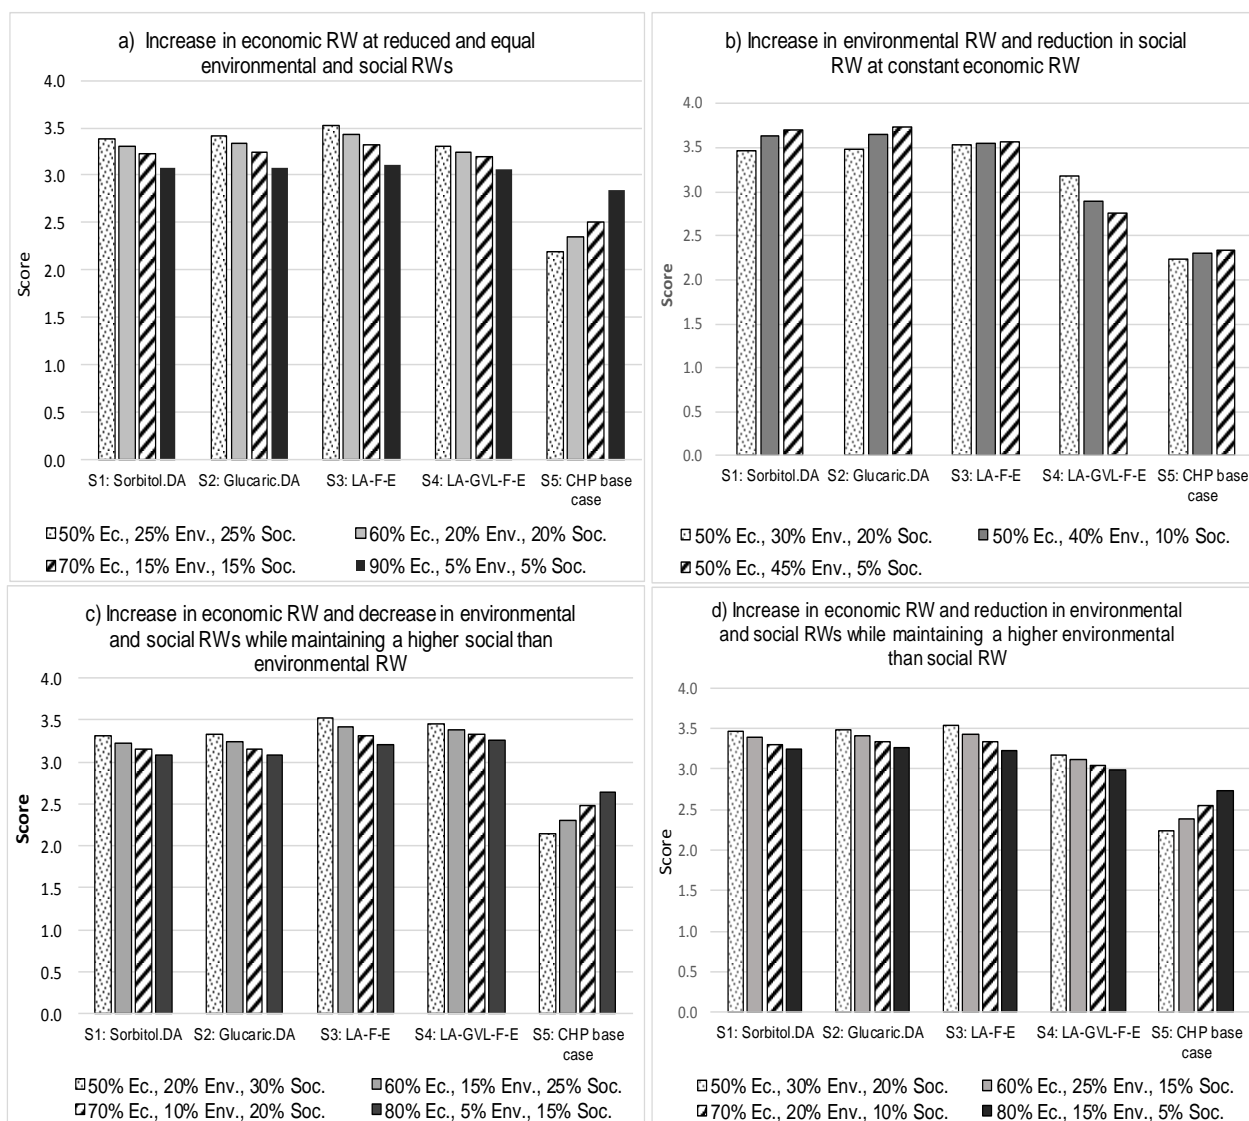 a) Increase in economic RW at reduced and equal
environmental and social RWs
4.0
3.5
3.0
2.5
2.0
1.5
1.0
0.5
0.0
Score
S1: Sorbitol.DA S2: Glucaric.DA S3: LA-F-E S4: LA-GVL-F-E S5: CHP base
case
50% Ec., 25% Env., 25% Soc. 60% Ec., 20% Env., 20% Soc.
70% Ec., 15% Env., 15% Soc. 90% Ec., 5% Env., 5% Soc.
b) Increase in environmental RW and reduction in social
RW at constant economic RW
4.0
3.5
3.0
2.5
2.0
1.5
1.0
0.5
0.0
Score
S1: Sorbitol.DA S2: Glucaric.DA S3: LA-F-E S4: LA-GVL-F-E S5: CHP base
case
50% Ec., 30% Env., 20% Soc. 50% Ec., 40% Env., 10% Soc.
50% Ec., 45% Env., 5% Soc.
c) Increase in economic RW and decrease in environmental
and social RWs while maintaining a higher social than
environmental RW
4.0
3.5
3.0
2.5
2.0
1.5
1.0
0.5
0.0
Score
S1: Sorbitol.DA S2: Glucaric.DA S3: LA-F-E S4: LA-GVL-F-E S5: CHP base
case
50% Ec., 20% Env., 30% Soc. 60% Ec., 15% Env., 25% Soc.
70% Ec., 10% Env., 20% Soc. 80% Ec., 5% Env., 15% Soc.
d) Increase in economic RW and reduction in environmental
and social RWs while maintaining a higher environmental
than social RW
4.0
3.5
3.0
2.5
2.0
1.5
1.0
0.5
0.0
Score
S1: Sorbitol.DA S2: Glucaric.DA S3: LA-F-E S4: LA-GVL-F-E S5: CHP base
case
50% Ec., 30% Env., 20% Soc. 60% Ec., 25% Env., 15% Soc.
70% Ec., 20% Env., 10% Soc. 80% Ec., 15% Env., 5% Soc.